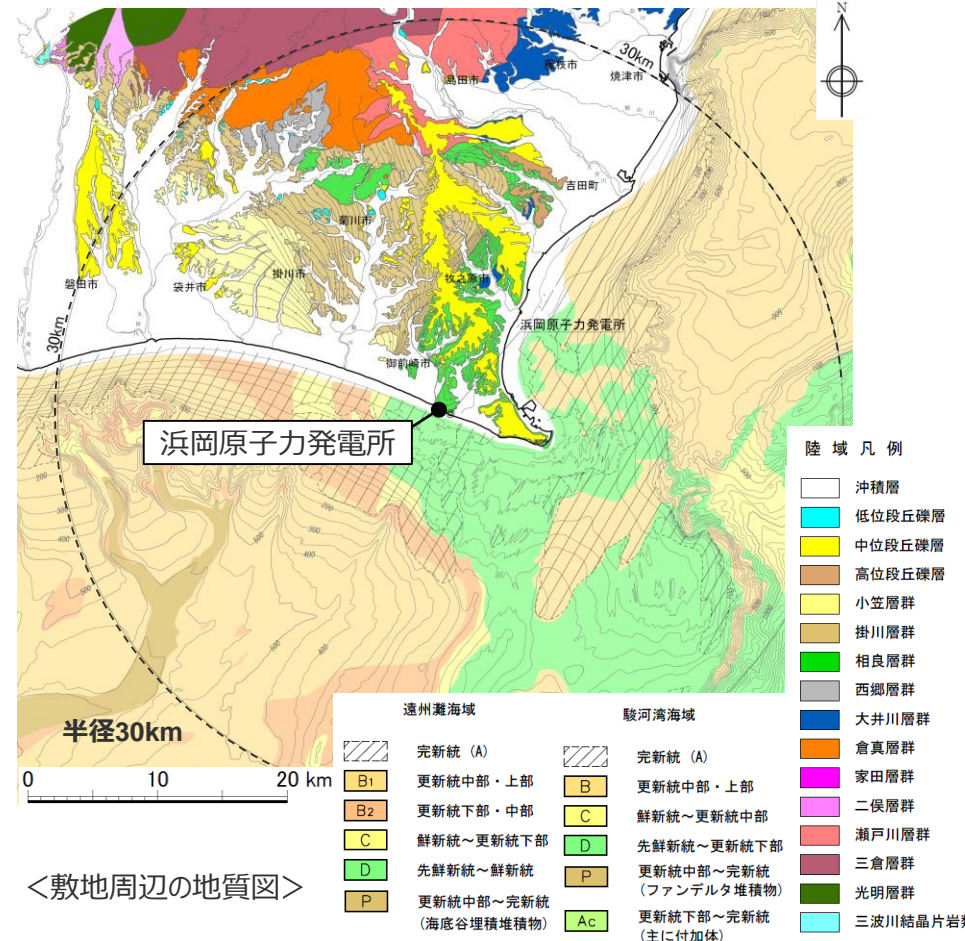 N
30km
島田市
藤枝市
焼津市
吉田町
菊川市
掛川市
牧之原市
磐田市
袋井市
浜岡原子力発電所
30km
御前崎市
浜岡原子力発電所
半径30km
0 10 20 km
<敷地周辺の地質図>
遠州灘海域
完新統 (A)
B1 更新統中部・上部
B2 更新統下部・中部
C 鮮新統～更新統下部
D 先鮮新統～鮮新統
P 更新統中部～完新統
(海底谷埋積堆積物)
駿河湾海域
完新統 (A)
B 更新統中部・上部
C 鮮新統～更新統中部
D 先鮮新統～更新統下部
P 更新統中部～完新統
(ファンデルタ堆積物)
Ac 更新統下部～完新統
(主に付加体)
陸域凡例
沖積層
低位段丘礫層
中位段丘礫層
高位段丘礫層
小笠層群
掛川層群
相良層群
西郷層群
大井川層群
倉真層群
家田層群
二俣層群
瀬戸川層群
三倉層群
光明層群
三波川結晶片岩類